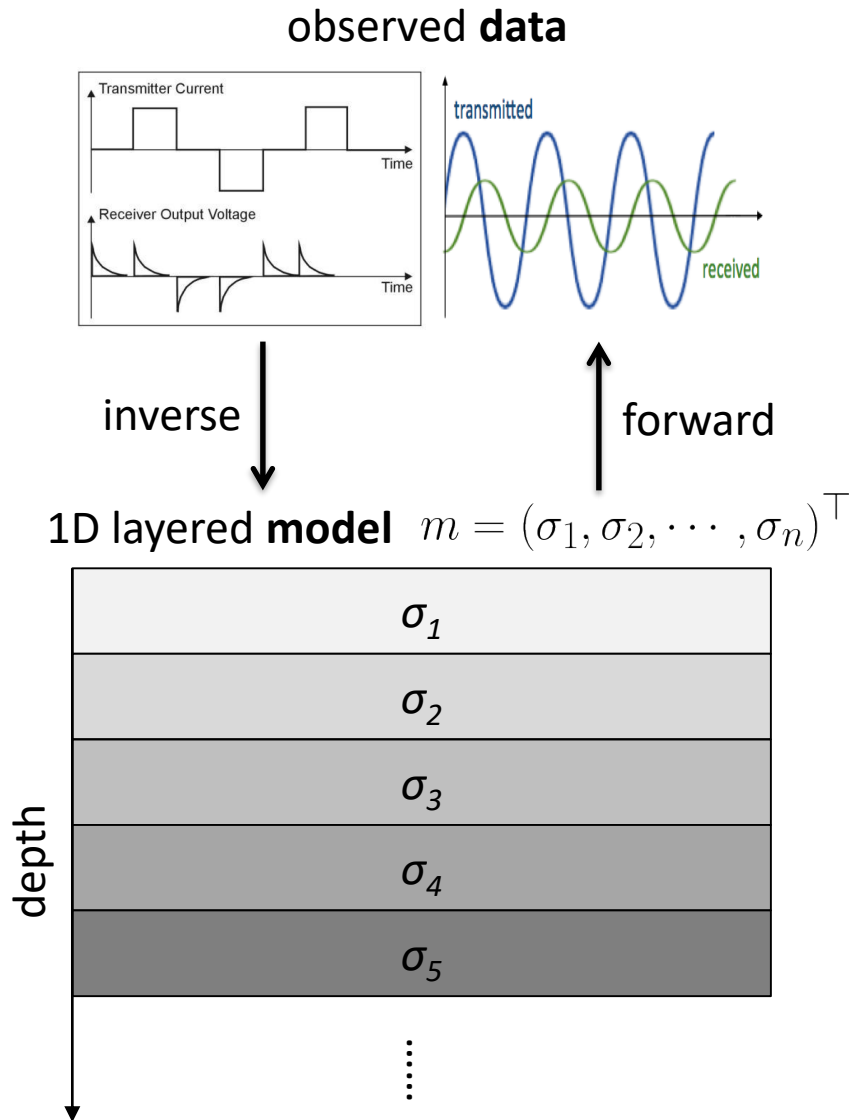 observed data
Transmitter Current
Time
Receiver Output Voltage
Time
transmitted
received
inverse
forward
1D layered model m = (σ₁, σ₂, ⋯ , σₙ)⊤
depth
σ₁
σ₂
σ₃
σ₄
σ₅
......